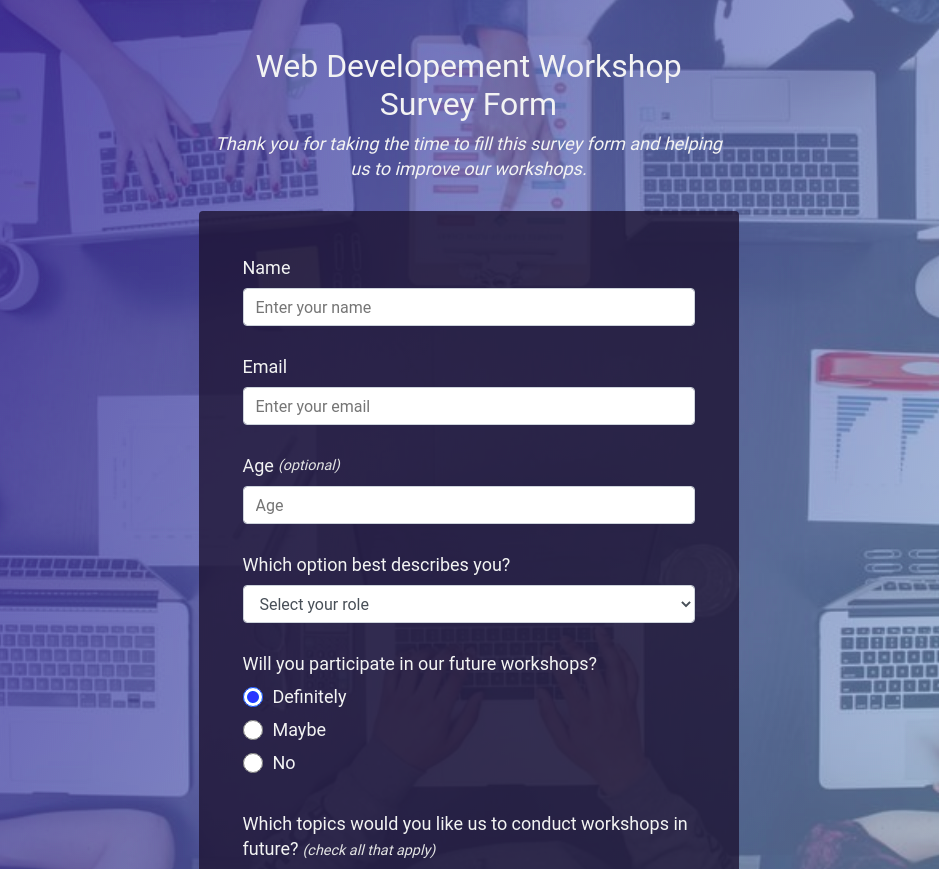 Web Developement Workshop
Survey Form
Thank you for taking the time to fill this survey form and helping
us to improve our workshops.
Name
Enter your name
Email
Enter your email
Age (optional)
Age
Which option best describes you?
Select your role
Will you participate in our future workshops?
Definitely
Maybe
No
Which topics would you like us to conduct workshops in
future? (check all that apply)